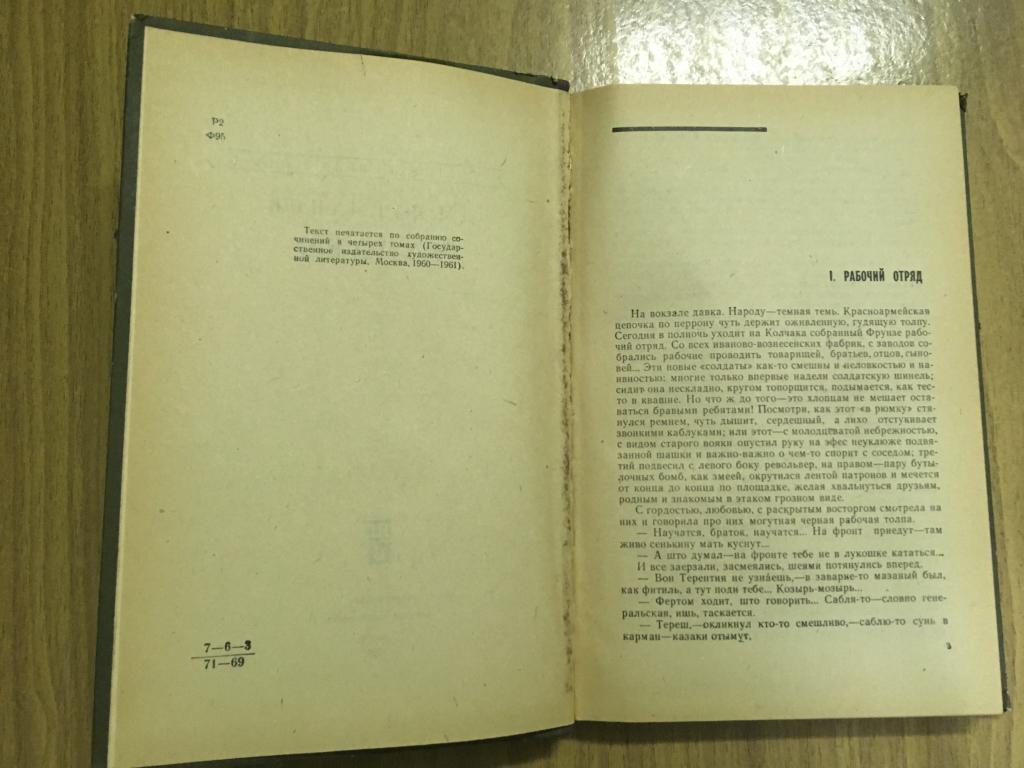 Р2
Ф95
Текст печатается по собранию со-
чинений в четырех томах (Государ-
ственное издательство художествен-
ной литературы, Москва, 1960—1961).
7—6—3
71—69
I. РАБОЧИЙ ОТРЯД
На вокзале давка. Народу—темная темь. Красноармейская
цепочка по перрону чуть держит оживленную, гудящую толпу.
Сегодня в полночь уходит на Колчака собранный Фрунзе рабо-
чий отряд. Со всех иваново-вознесенских фабрик, с заводов со-
брались рабочие проводить товарищей, братьев, отцов, сыно-
вей... Эти новые «солдаты» как-то смешны и неловкостью и на-
ивностью: многие только впервые надели солдатскую шинель;
сидит она нескладно, кругом топорщится, подымается, как тес-
то в квашне. Но что ж до того—это хлопцам не мешает оста-
ваться бравыми ребятами! Посмотри, как этот «в рюмку» стя-
нулся ремнем, чуть дышит, сердешный, а лихо отстукивает
звонкими каблуками; или этот—с молодцеватой небрежностью,
с видом старого вояки опустил руку на эфес неуклюже подвя-
занной шашки и важно-важно о чем-то спорит с соседом; тре-
тий подвесил с левого боку револьвер, на правом—пару буты-
лочных бомб, как змеей, окрутился лентой патронов и мечется
от конца до конца по площадке, желая хвальнуться друзьям,
родным и знакомым в этаком грозном виде.
С гордостью, любовью, с раскрытым восторгом смотрела на
них и говорила про них могутная черная рабочая толпа.
— Научатся, браток, научатся... На фронт приедут—там
живо сенькину мать куснут...
— А што думал—на фронте тебе не в лукошке кататься...
И все заерзали, засмеялись, шеями потянулись вперед.
— Вон Терентия не узнаешь,—в заварке-то мазаный был,
как фитиль, а тут поди тебе... Козырь-мозырь...
— Фертом ходит, што говорить... Сабля-то—словно гене-
ральская, ишь, таскается.
— Тереш,—окликнул кто-то смешливо,—саблю-то сунь в
карман—казаки отымут.
3